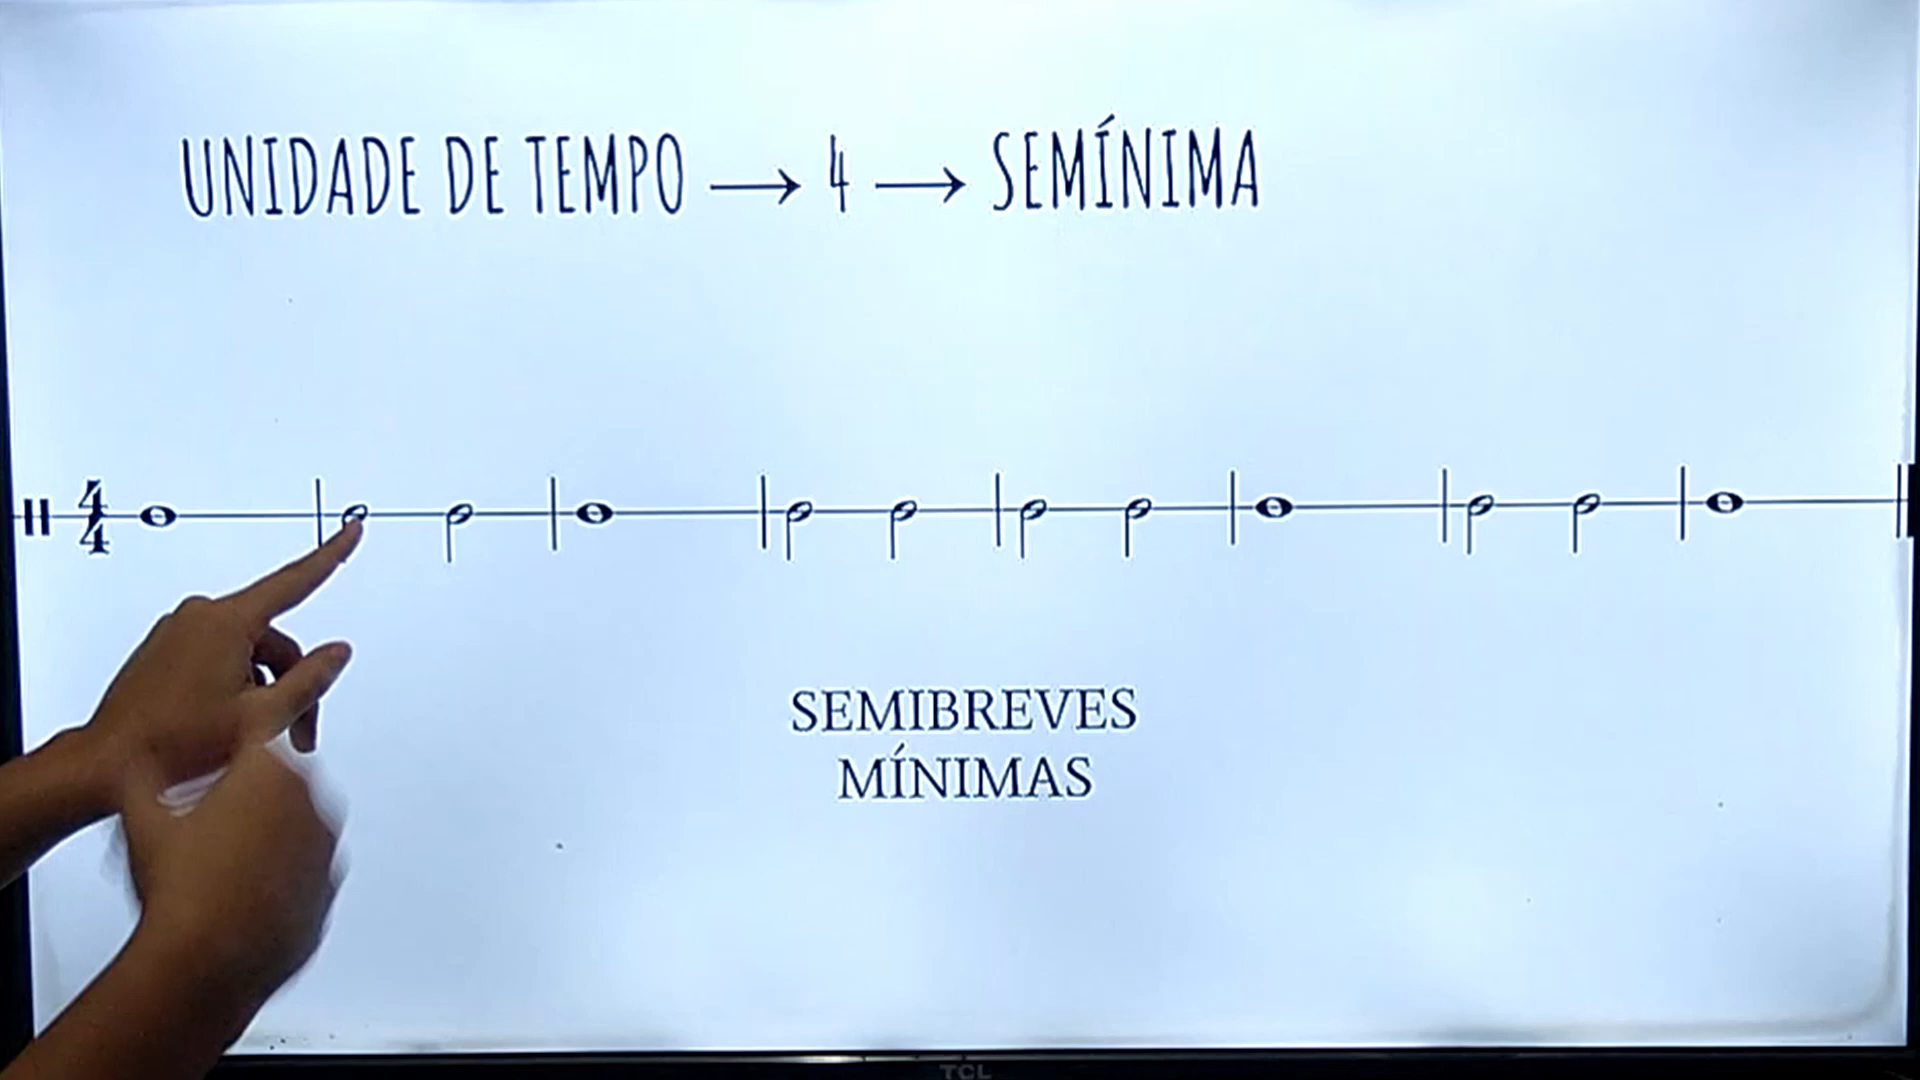 UNIDADE DE TEMPO → 4 → SEMÍNIMA
4
4
SEMIBREVES
MÍNIMAS
TCL